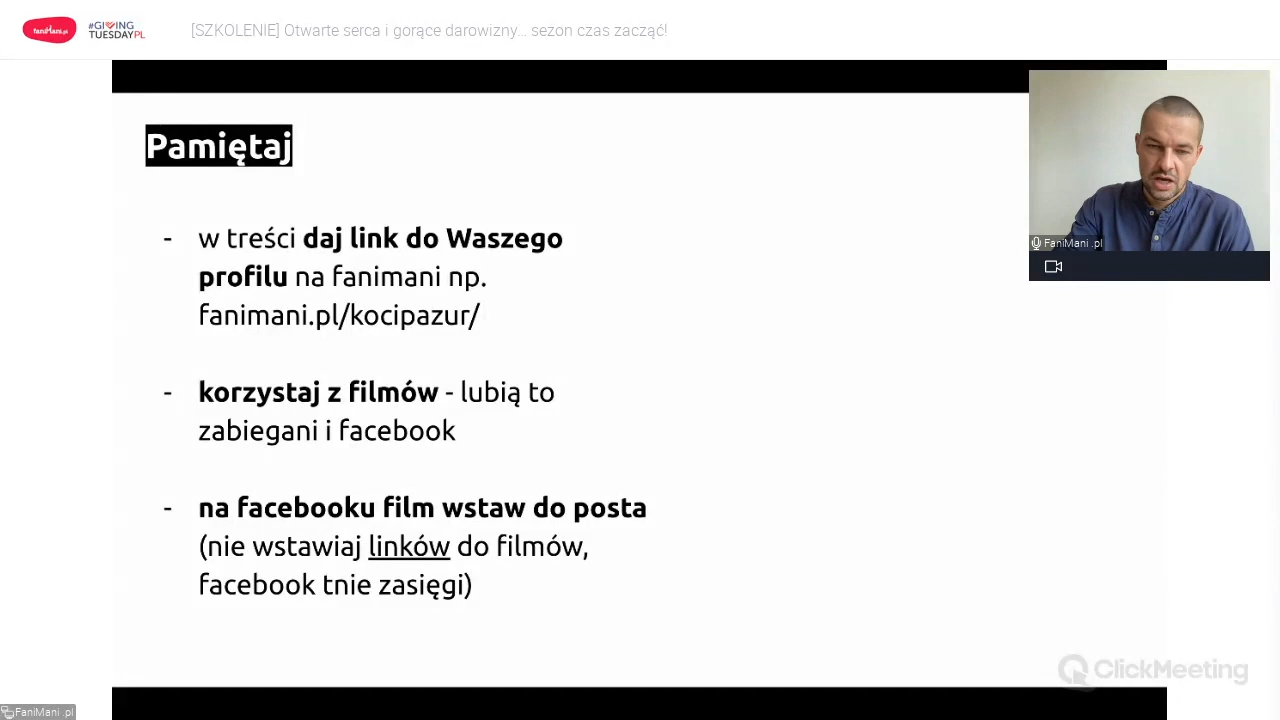 faniMani.pl
#GIVING
TUESDAYPL
[SZKOLENIE] Otwarte serca i gorące darowizny... sezon czas zacząć!
Pamiętaj
- w treści daj link do Waszego
profilu na fanimani np.
fanimani.pl/kocipazur/
- korzystaj z filmów - lubią to
zabiegani i facebook
- na facebooku film wstaw do posta
(nie wstawiaj linków do filmów,
facebook tnie zasięgi)
FaniMani .pl
ClickMeeting
FaniMani .pl